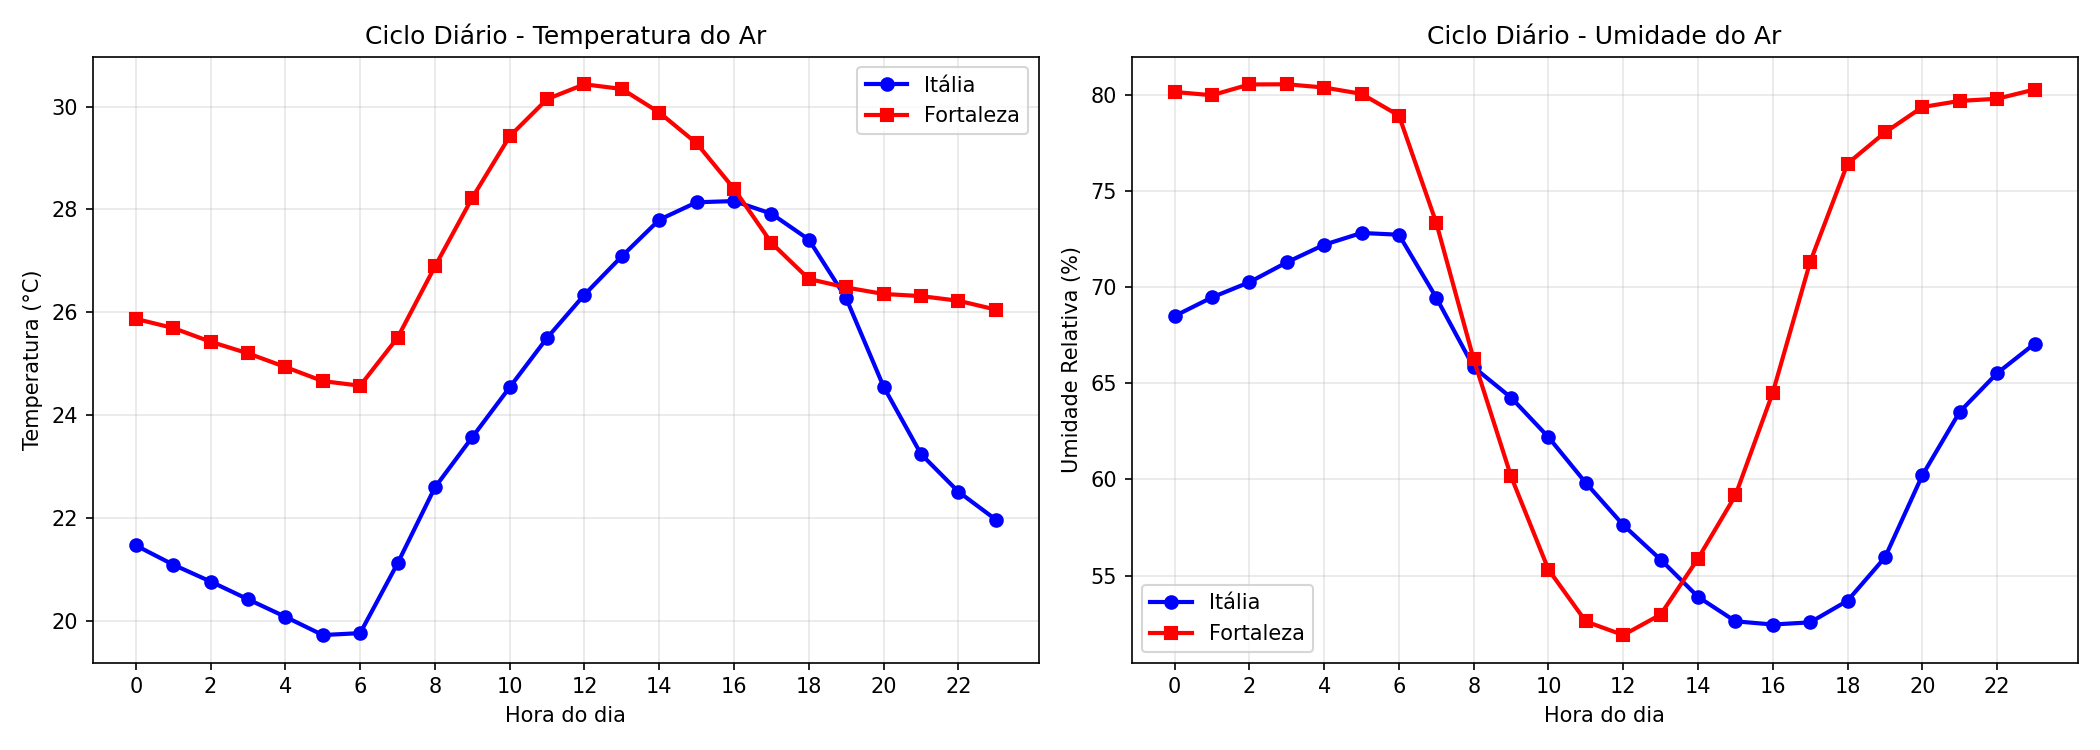 Ciclo Diário - Temperatura do Ar
Temperatura (°C)
30
28
26
24
22
20
Itália
Fortaleza
0 2 4 6 8 10 12 14 16 18 20 22
Hora do dia
Ciclo Diário - Umidade do Ar
Umidade Relativa (%)
80
75
70
65
60
55
Itália
Fortaleza
0 2 4 6 8 10 12 14 16 18 20 22
Hora do dia